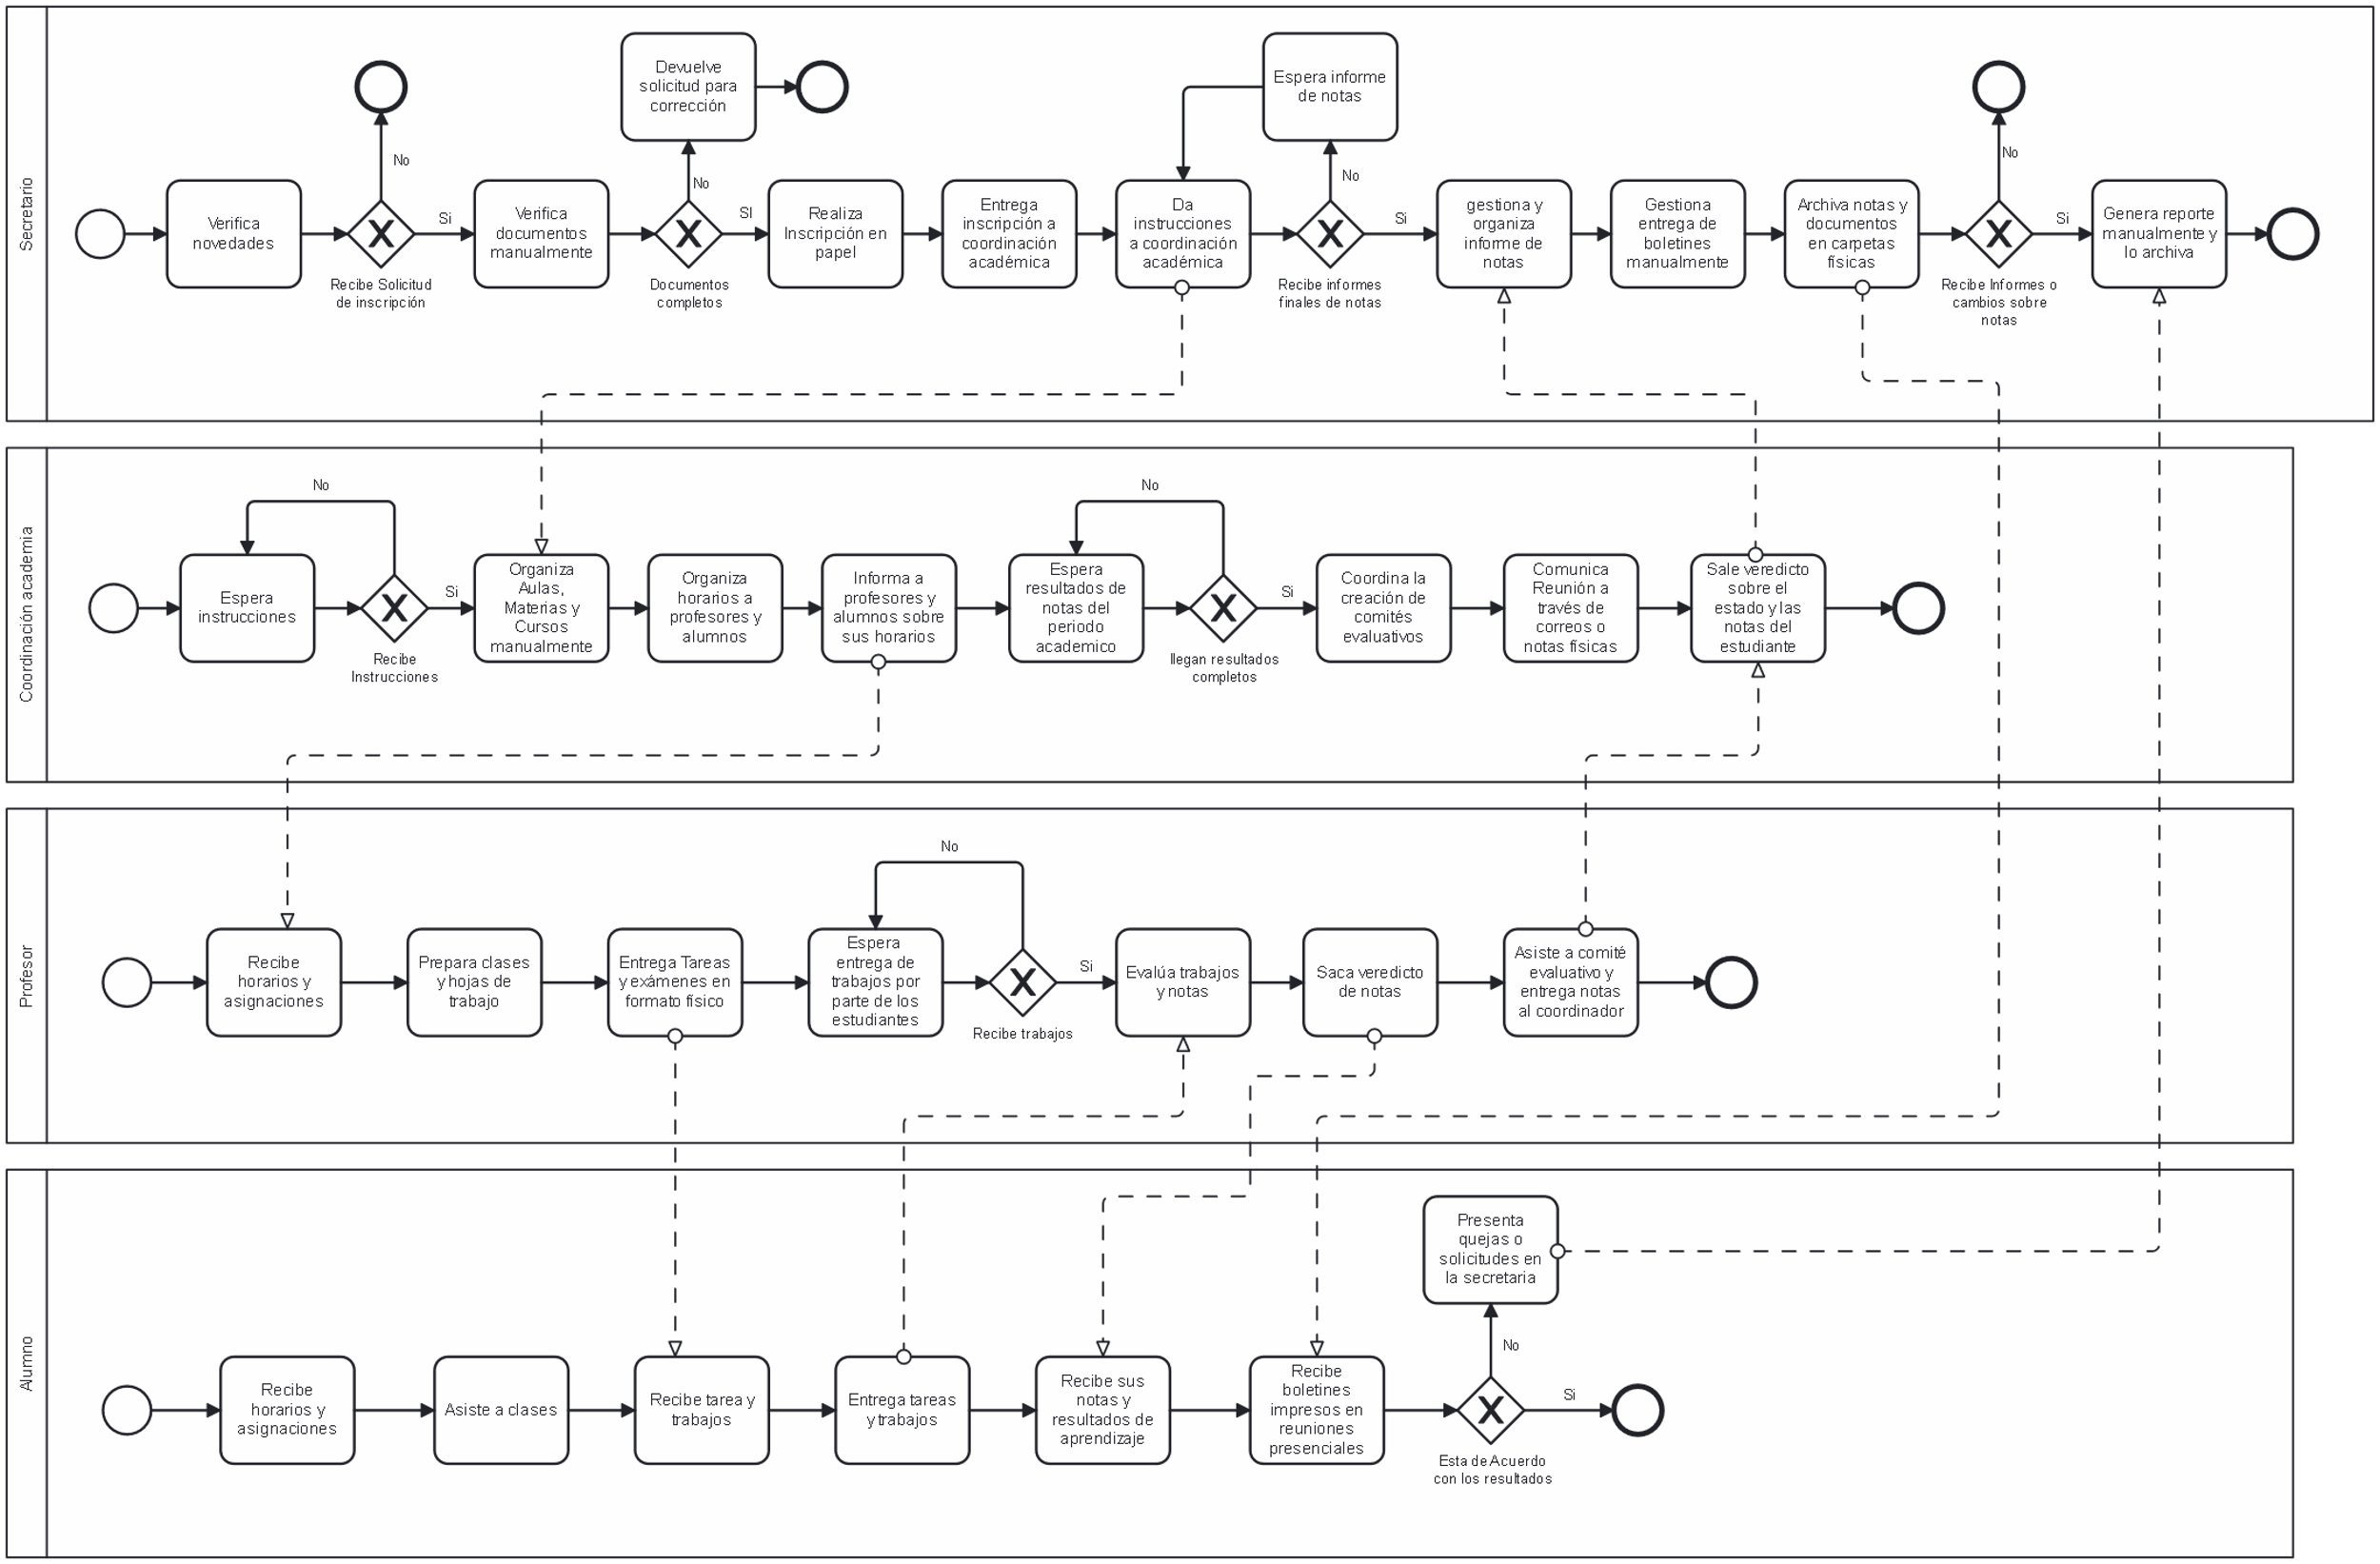 Secretario
Devuelve
solicitud para
corrección
Espera informe
de notas
No
No
No
No
Verifica
novedades
Si
Recibe Solicitud
de inscripción
Verifica
documentos
manualmente
SI
Documentos
completos
Realiza
Inscripción en
papel
Entrega
inscripción a
coordinación
académica
Da
instrucciones
a coordinación
académica
Si
Recibe informes
finales de notas
gestiona y
organiza
informe de
notas
Gestiona
entrega de
boletines
manualmente
Archiva notas y
documentos
en carpetas
físicas
Si
Recibe Informes o
cambios sobre
notas
Genera reporte
manualmente y
lo archiva
Coordinación academia
No
No
Espera
instrucciones
Si
Recibe
Instrucciones
Organiza
Aulas,
Materias y
Cursos
manualmente
Organiza
horarios a
profesores y
alumnos
Informa a
profesores y
alumnos sobre
sus horarios
Espera
resultados de
notas del
periodo
academico
Si
llegan resultados
completos
Coordina la
creación de
comités
evaluativos
Comunica
Reunión a
través de
correos o
notas físicas
Sale veredicto
sobre el
estado y las
notas del
estudiante
Profesor
No
Recibe
horarios y
asignaciones
Prepara clases
y hojas de
trabajo
Entrega Tareas
y exámenes en
formato físico
Espera
entrega de
trabajos por
parte de los
estudiantes
Si
Recibe trabajos
Evalúa trabajos
y notas
Saca veredicto
de notas
Asiste a comité
evaluativo y
entrega notas
al coordinador
Alumno
Presenta
quejas o
solicitudes en
la secretaria
No
Recibe
horarios y
asignaciones
Asiste a clases
Recibe tarea y
trabajos
Entrega tareas
y trabajos
Recibe sus
notas y
resultados de
aprendizaje
Recibe
boletines
impresos en
reuniones
presenciales
Si
Esta de Acuerdo
con los resultados